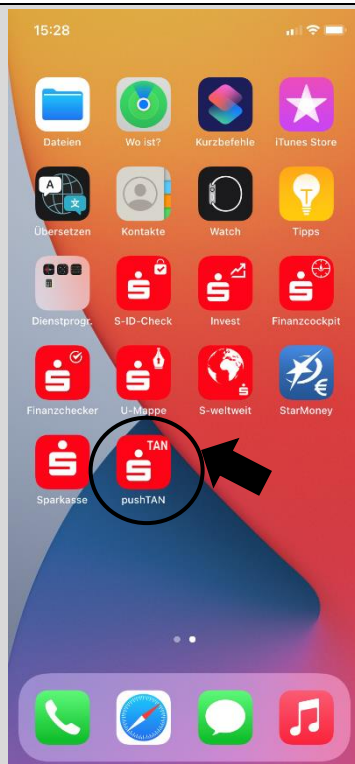 15:28
Dateien Wo ist? Kurzbefehle iTunes Store
A 文
Übersetzen Kontakte Watch Tipps
Dienstprogr. S-ID-Check Invest Finanzcockpit
€
Finanzchecker U-Mappe S-weltweit StarMoney
TAN
Sparkasse pushTAN